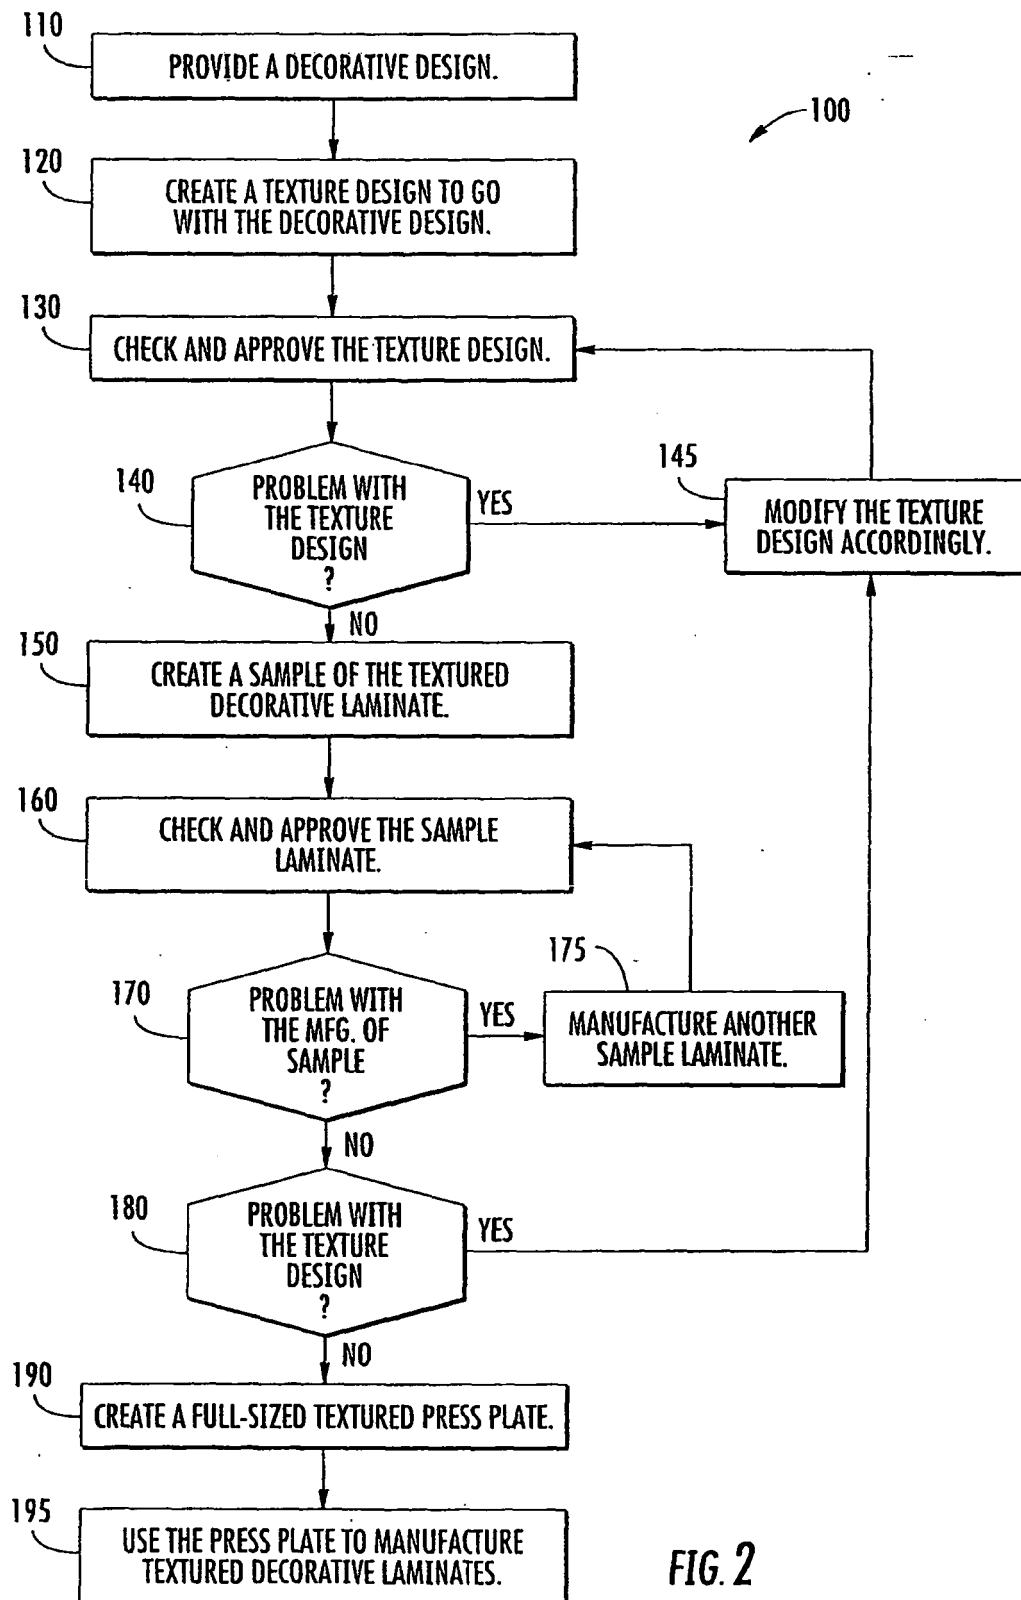 110
PROVIDE A DECORATIVE DESIGN.
100
120
CREATE A TEXTURE DESIGN TO GO
WITH THE DECORATIVE DESIGN.
130
CHECK AND APPROVE THE TEXTURE DESIGN.
140
PROBLEM WITH
THE TEXTURE
DESIGN
?
YES
145
MODIFY THE TEXTURE
DESIGN ACCORDINGLY.
NO
150
CREATE A SAMPLE OF THE TEXTURED
DECORATIVE LAMINATE.
160
CHECK AND APPROVE THE SAMPLE
LAMINATE.
170
PROBLEM WITH
THE MFG. OF
SAMPLE
?
YES
175
MANUFACTURE ANOTHER
SAMPLE LAMINATE.
NO
180
PROBLEM WITH
THE TEXTURE
DESIGN
?
YES
NO
190
CREATE A FULL-SIZED TEXTURED PRESS PLATE.
195
USE THE PRESS PLATE TO MANUFACTURE
TEXTURED DECORATIVE LAMINATES.
FIG. 2